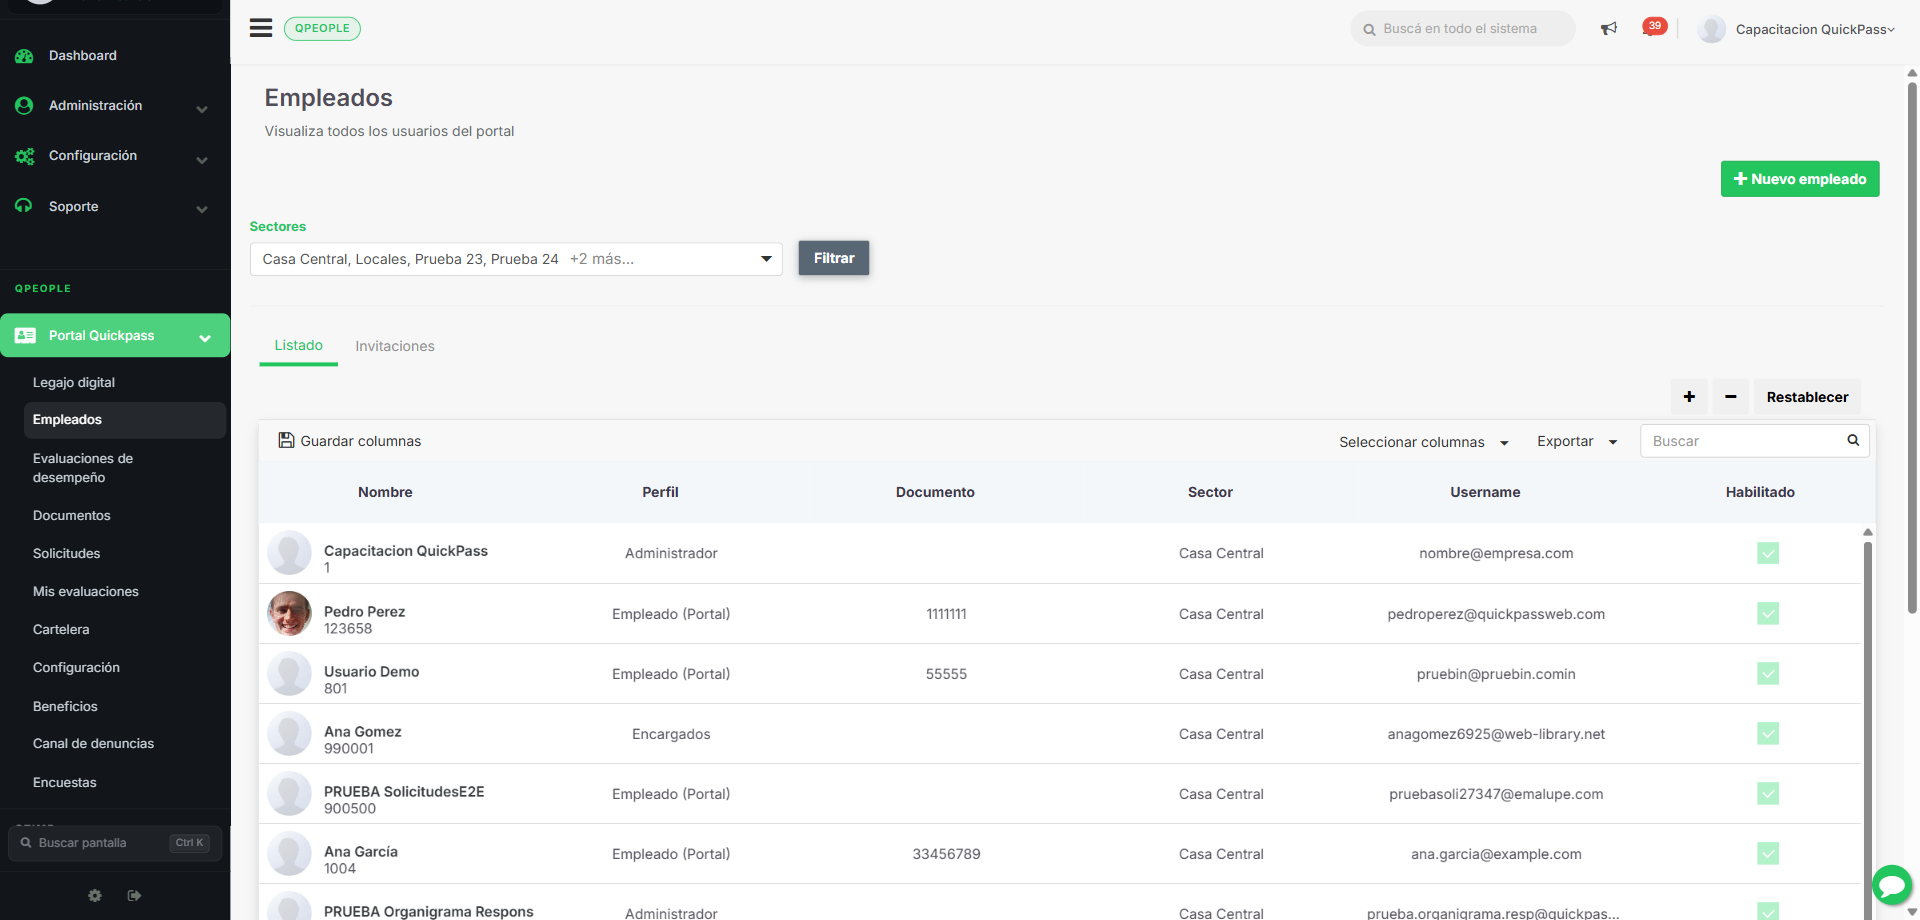 QPEOPLE
Buscá en todo el sistema
39
Capacitacion QuickPass
Dashboard
Administración
Configuración
Soporte
QPEOPLE
Portal Quickpass
Legajo digital
Empleados
Evaluaciones de
desempeño
Documentos
Solicitudes
Mis evaluaciones
Cartelera
Configuración
Beneficios
Canal de denuncias
Encuestas
Buscar pantalla
Ctrl K
Empleados
Visualiza todos los usuarios del portal
Nuevo empleado
Sectores
Casa Central, Locales, Prueba 23, Prueba 24 +2 más...
Filtrar
Listado
Invitaciones
Restablecer
Guardar columnas
Seleccionar columnas
Exportar
Buscar
Nombre Perfil Documento Sector Username Habilitado
Capacitacion QuickPass
1
Administrador Casa Central nombre@empresa.com
Pedro Perez
123658
Empleado (Portal) 1111111 Casa Central pedroperez@quickpassweb.com
Usuario Demo
801
Empleado (Portal) 55555 Casa Central pruebin@pruebin.comin
Ana Gomez
990001
Encargados Casa Central anagomez6925@web-library.net
PRUEBA SolicitudesE2E
900500
Empleado (Portal) Casa Central pruebasoli27347@emalupe.com
Ana García
1004
Empleado (Portal) 33456789 Casa Central ana.garcia@example.com
PRUEBA Organigrama Respons
Administrador Casa Central prueba.organigrama.resp@quickpas...